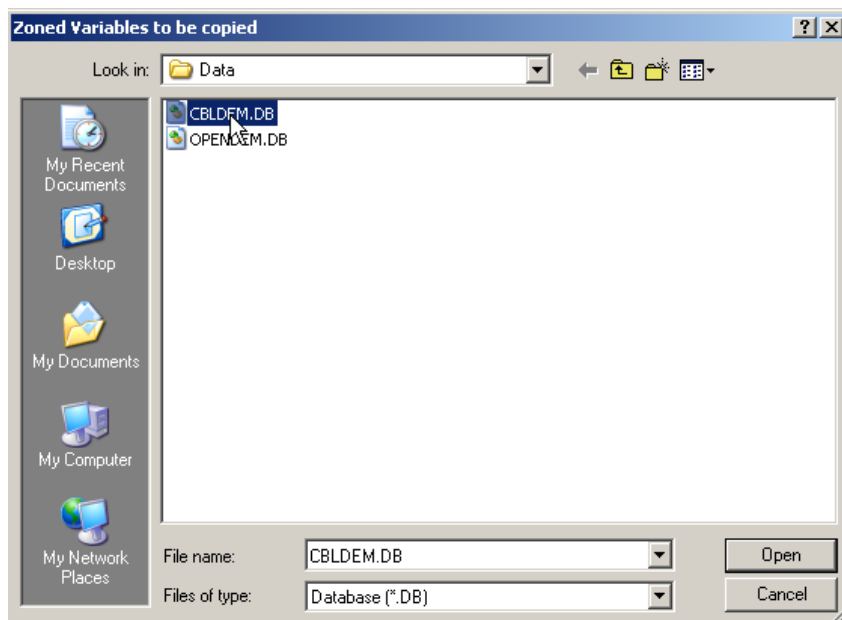 Zoned Variables to be copied
Look in: Data
CBLDEM.DB
OPENDEM.DB
My Recent
Documents
Desktop
My Documents
My Computer
My Network
Places
File name: CBLDEM.DB Open
Files of type: Database (*.DB) Cancel